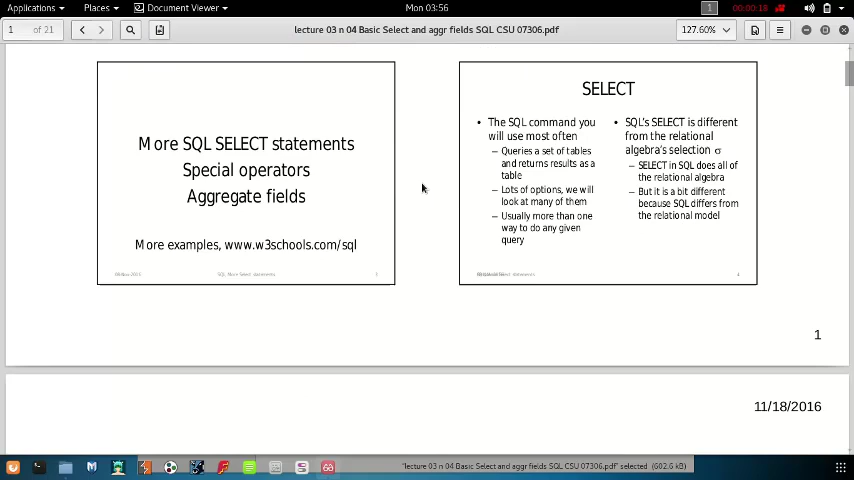 Applications
Places
Document Viewer
Mon 03:56
1
00:00:18
1
of 21
lecture 03 n 04 Basic Select and aggr fields SQL CSU 07306.pdf
127.60%
More SQL SELECT statements
Special operators
Aggregate fields
More examples, www.w3schools.com/sql
SQL: More Select statements
SELECT
• The SQL command you
will use most often
– Queries a set of tables
and returns results as a
table
– Lots of options, we will
look at many of them
– Usually more than one
way to do any given
query
• SQL's SELECT is different
from the relational
algebra's selection σ
– SELECT in SQL does all of
the relational algebra
– But it is a bit different
because SQL differs from
the relational model
4
1
11/18/2016
"lecture 03 n 04 Basic Select and aggr fields SQL CSU 07306.pdf" selected (602.6 kB)